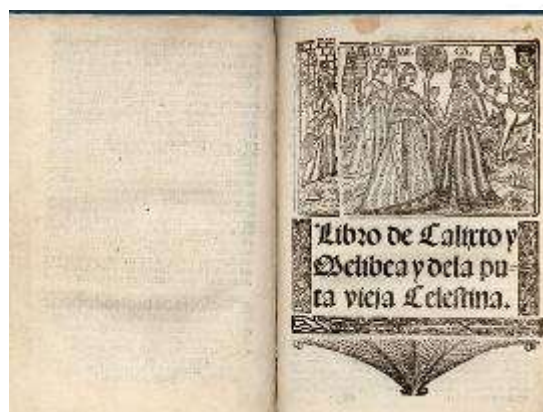 Libro de Calixto y
Melibea y dela pu-
ta vieja Celestina.